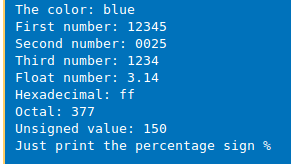 The color: blue
First number: 12345
Second number: 0025
Third number: 1234
Float number: 3.14
Hexadecimal: ff
Octal: 377
Unsigned value: 150
Just print the percentage sign %